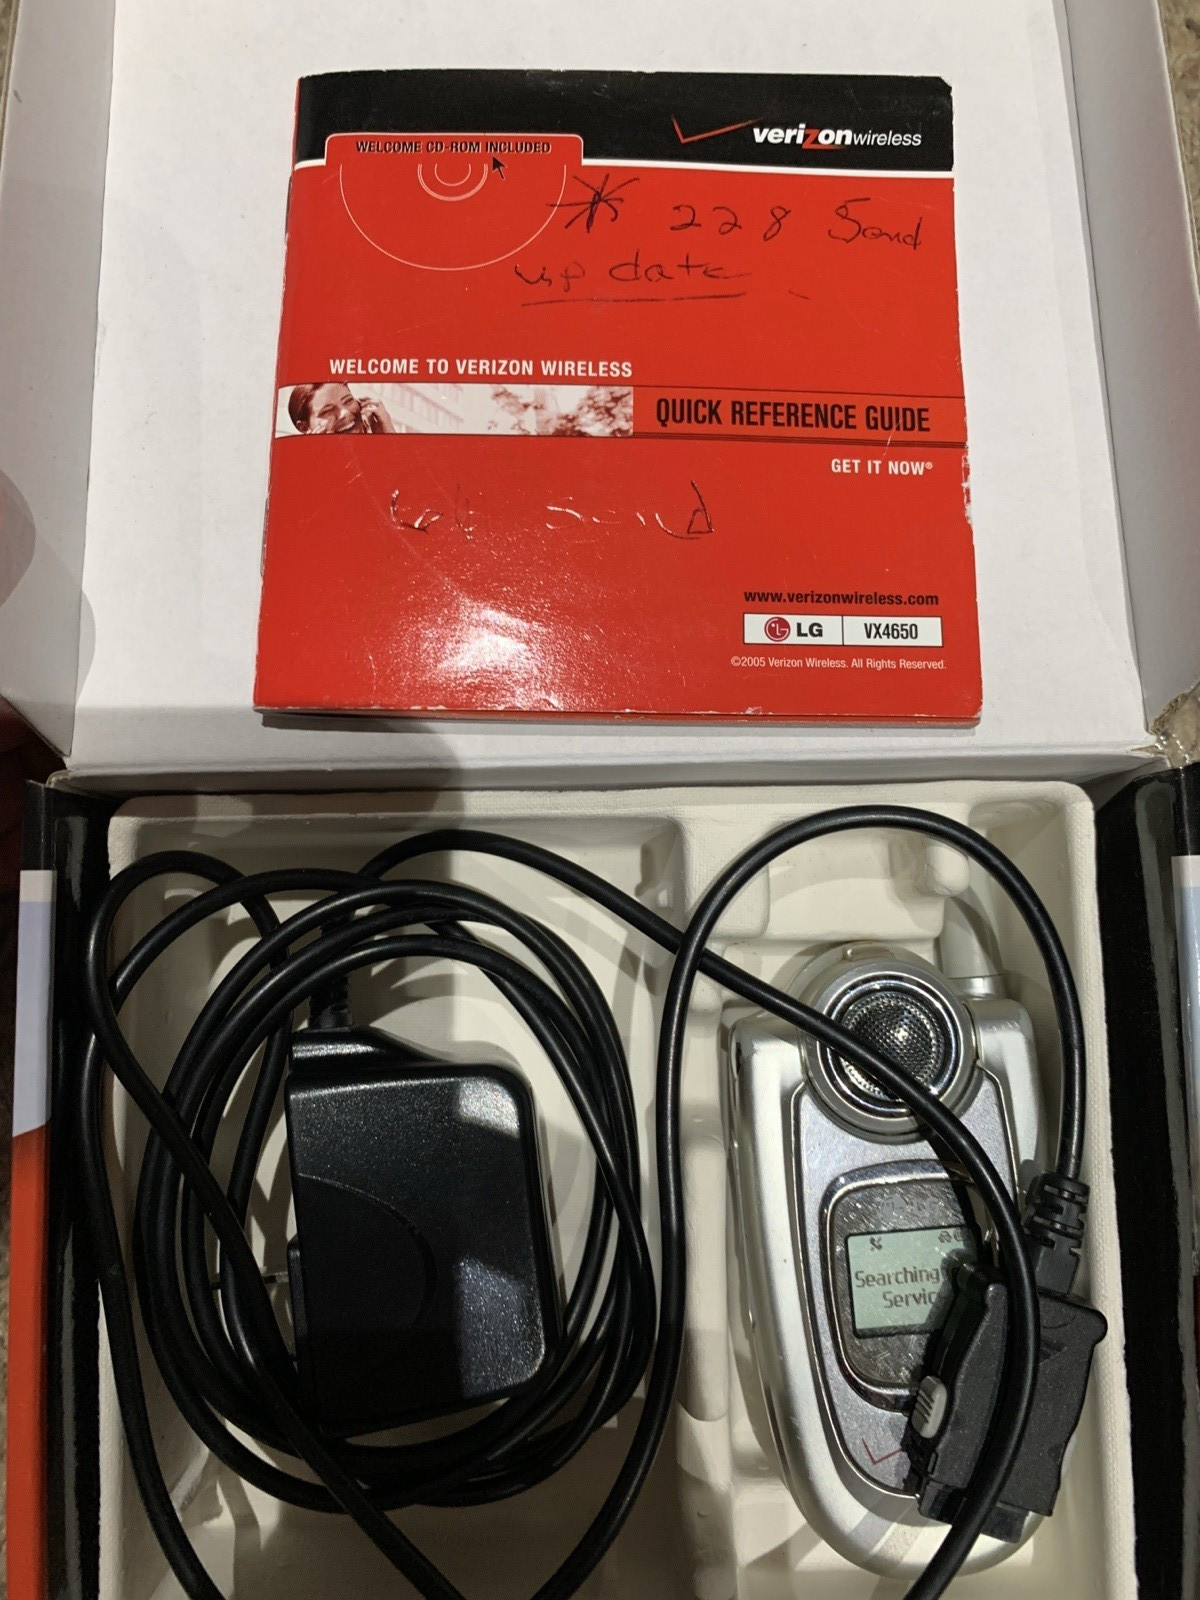 verizonwireless
WELCOME CD-ROM INCLUDED
* 228 Send
up date
WELCOME TO VERIZON WIRELESS
QUICK REFERENCE GUIDE
GET IT NOW®
send
www.verizonwireless.com
LG VX4650
©2005 Verizon Wireless. All Rights Reserved.
Searching